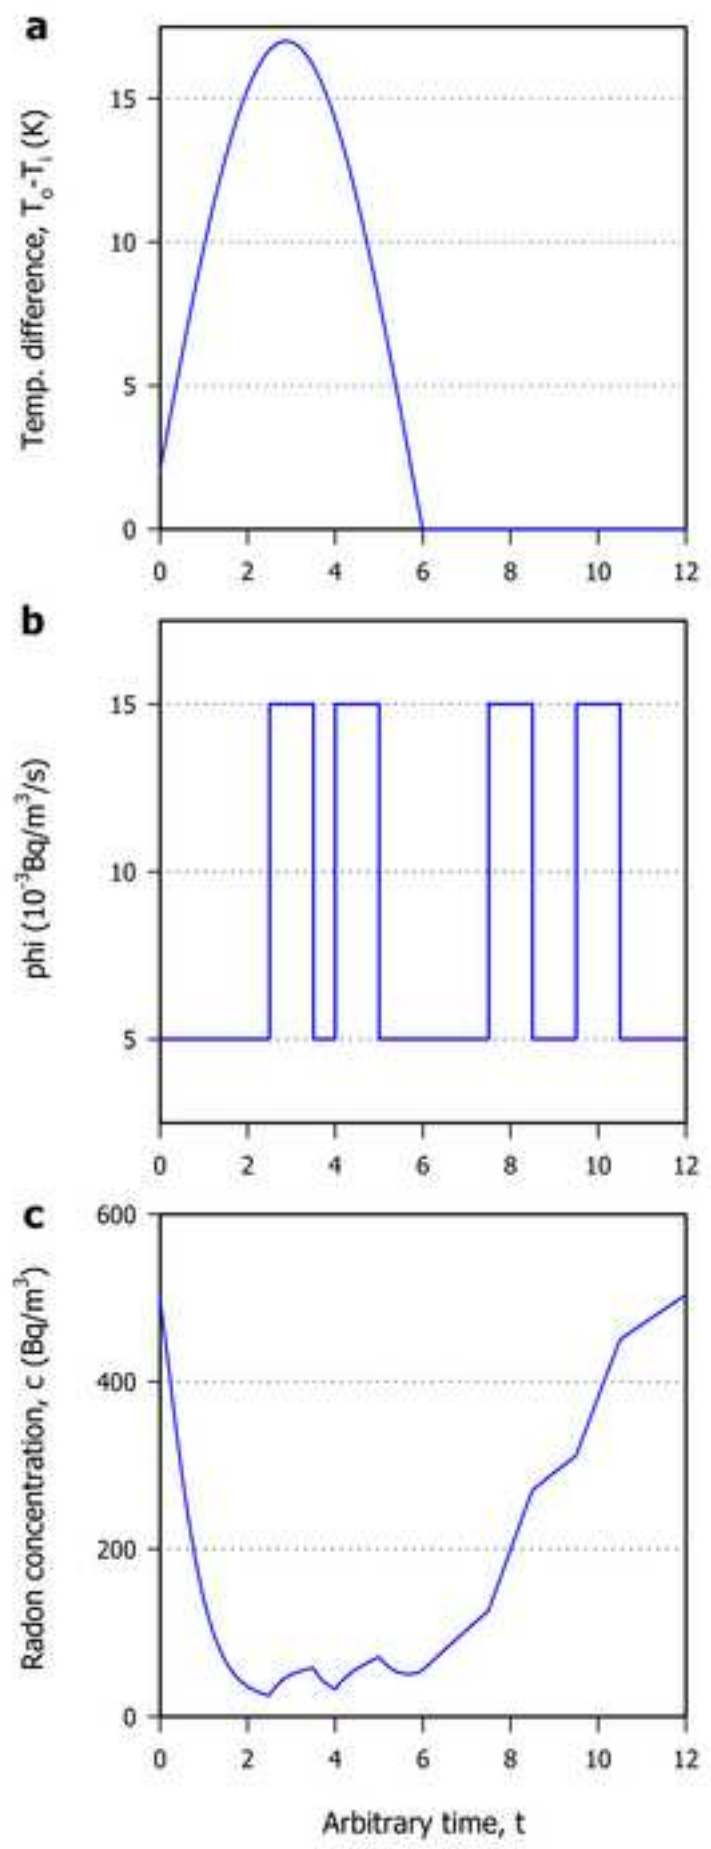 a
Temp. difference, Tₒ-Tᵢ (K)
15
10
5
0
0 2 4 6 8 10 12
b
phi (10⁻³Bq/m³/s)
15
10
5
0 2 4 6 8 10 12
c
Radon concentration, c (Bq/m³)
600
400
200
0
0 2 4 6 8 10 12
Arbitrary time, t